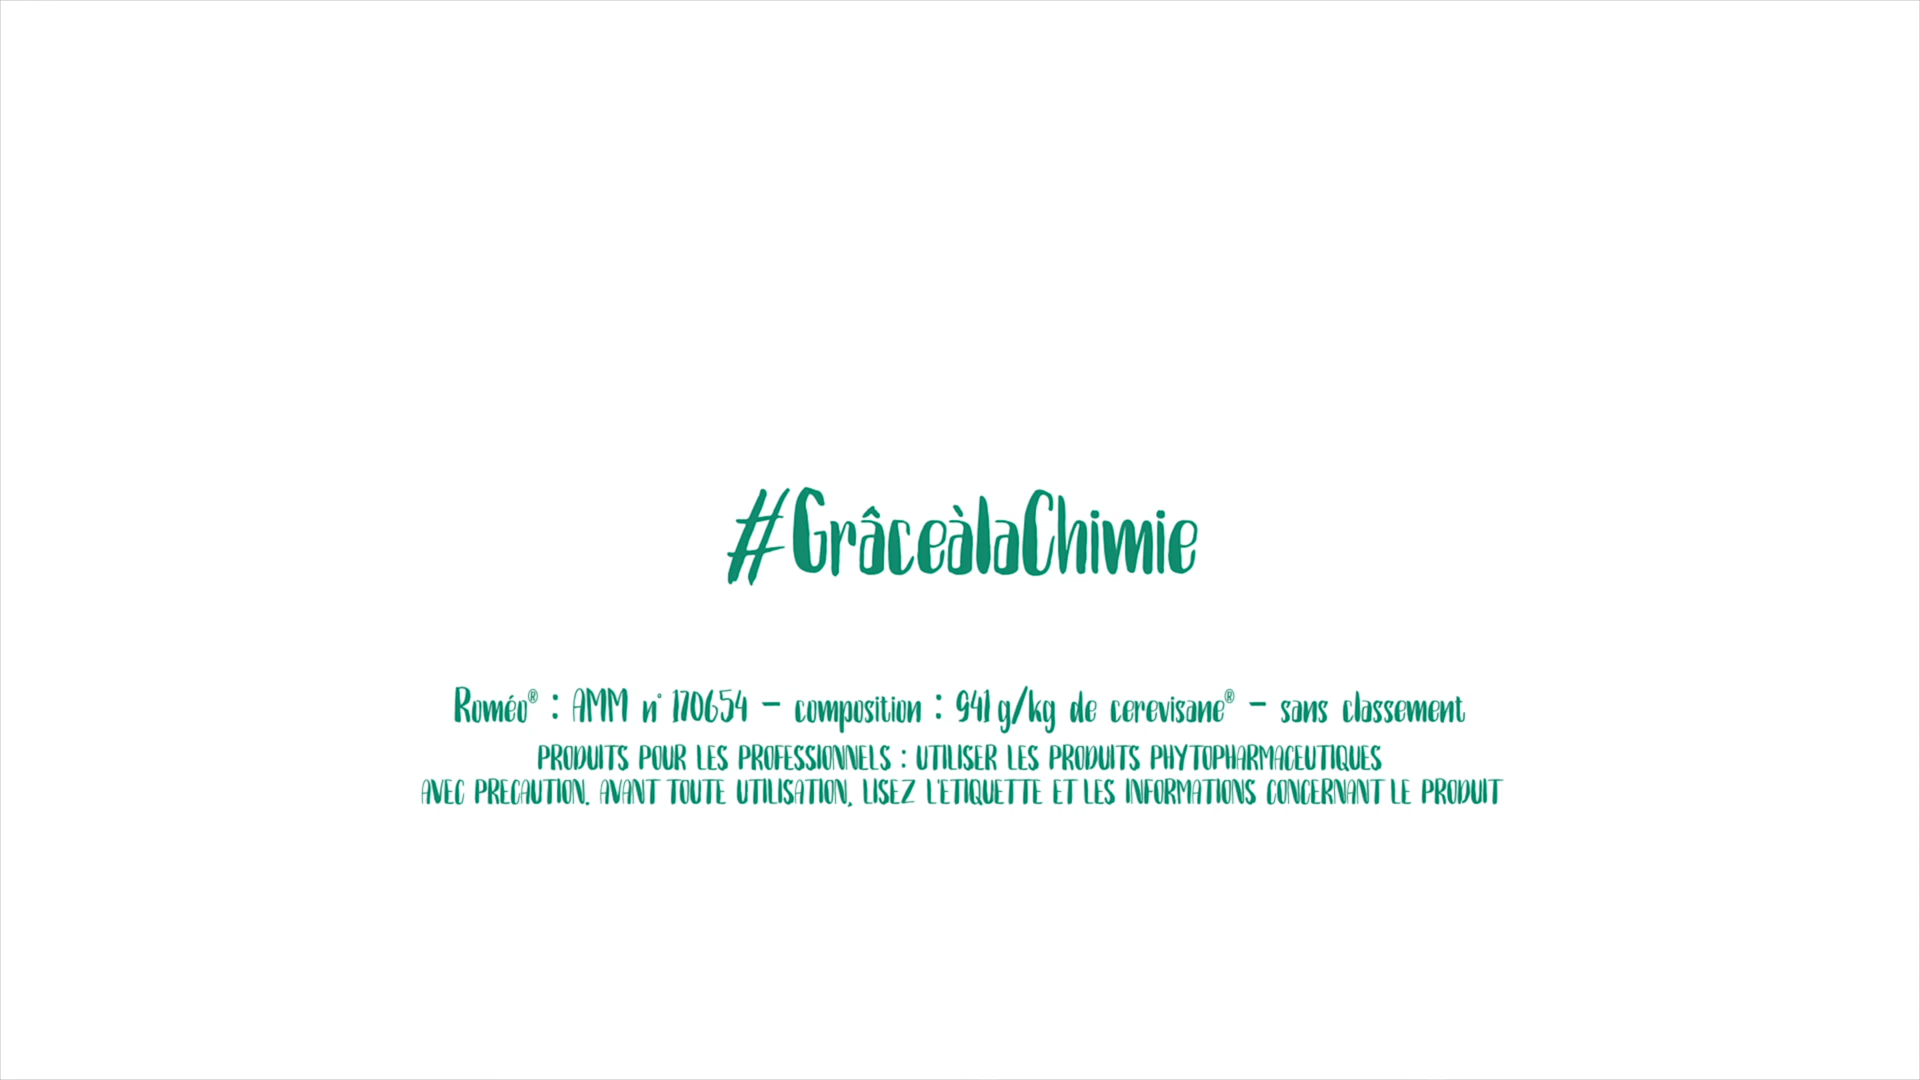 #GrâceàlaChimie
Roméo® : AMM n° 170654 – composition : 941 g/kg de cerevisane® – sans classement
PRODUITS POUR LES PROFESSIONNELS : UTILISER LES PRODUITS PHYTOPHARMACEUTIQUES
AVEC PRECAUTION. AVANT TOUTE UTILISATION, LISEZ L'ETIQUETTE ET LES INFORMATIONS CONCERNANT LE PRODUIT